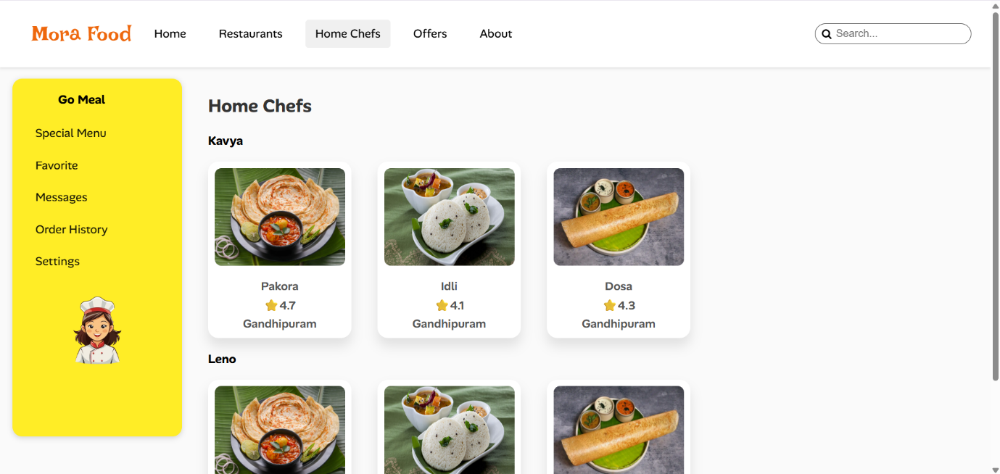 Mora Food
Home
Restaurants
Home Chefs
Offers
About
Search...
Go Meal
Special Menu
Favorite
Messages
Order History
Settings
Home Chefs
Kavya
Pakora
4.7
Gandhipuram
Idli
4.1
Gandhipuram
Dosa
4.3
Gandhipuram
Leno